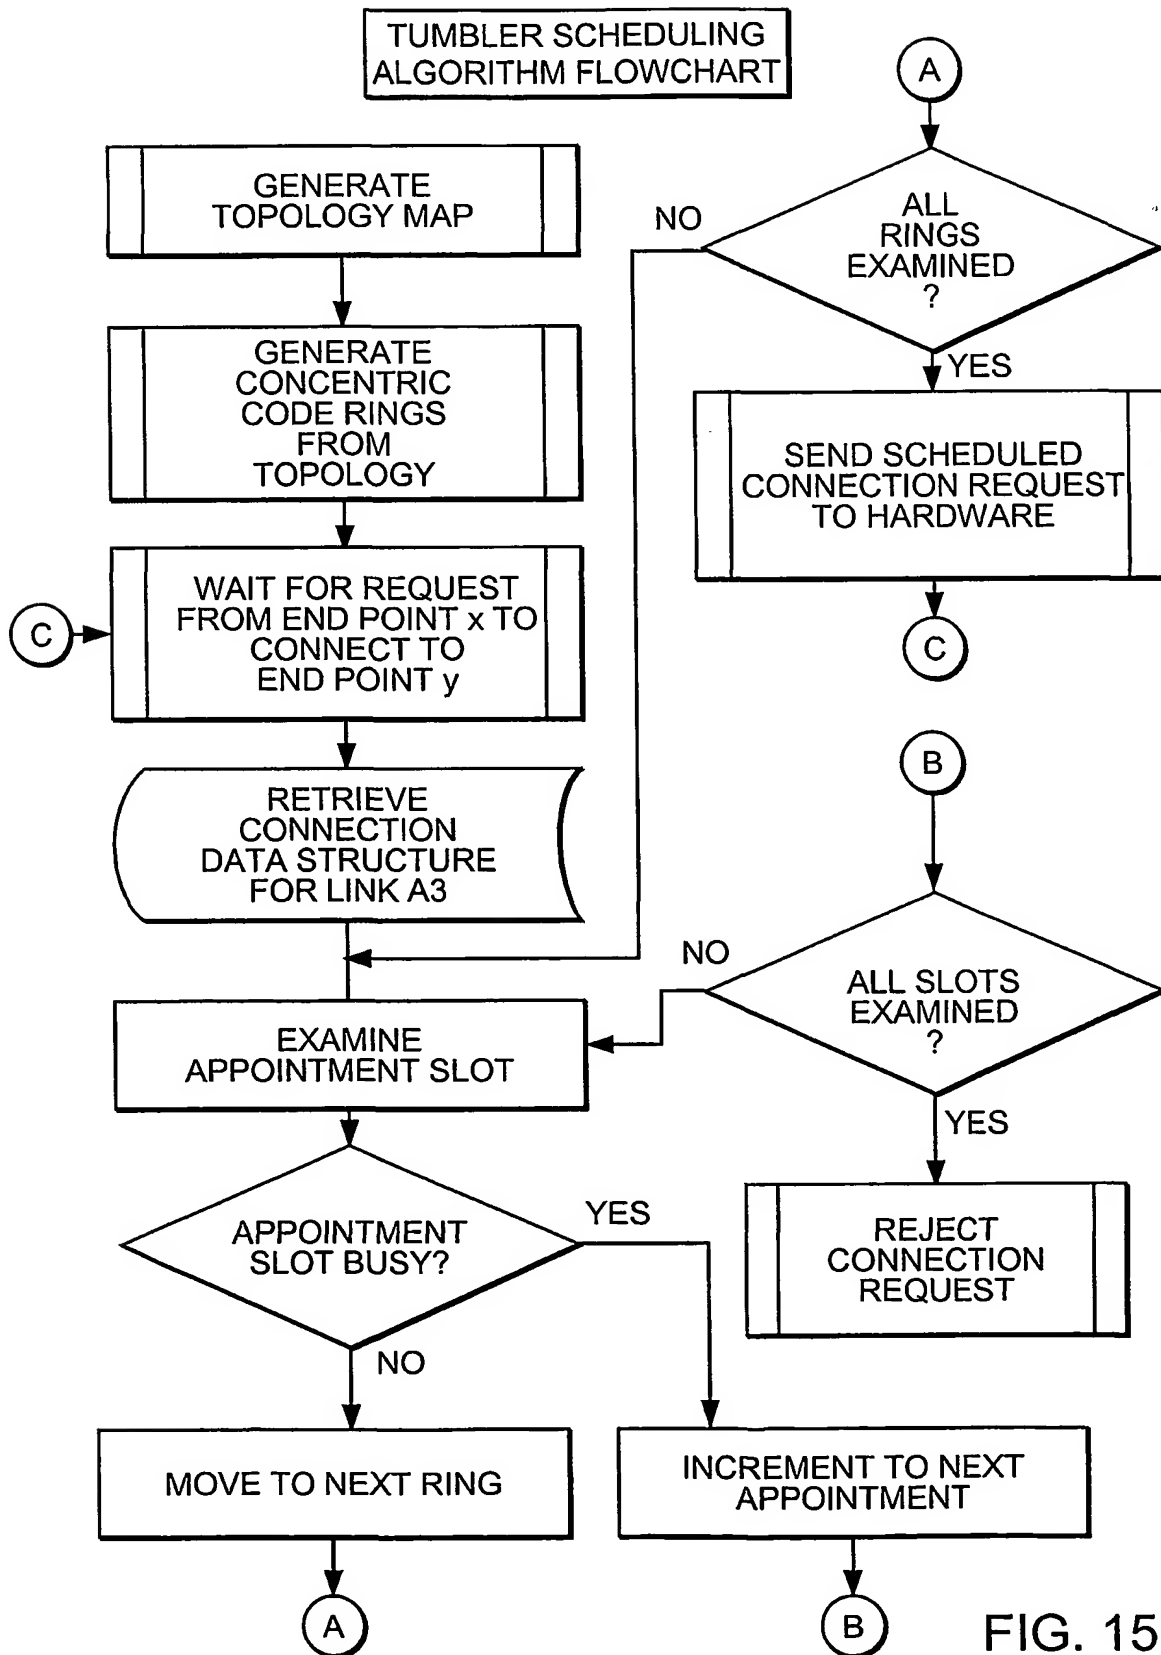 TUMBLER SCHEDULING
ALGORITHM FLOWCHART
GENERATE
TOPOLOGY MAP
GENERATE
CONCENTRIC
CODE RINGS
FROM
TOPOLOGY
C
WAIT FOR REQUEST
FROM END POINT x TO
CONNECT TO
END POINT y
RETRIEVE
CONNECTION
DATA STRUCTURE
FOR LINK A3
EXAMINE
APPOINTMENT SLOT
APPOINTMENT
SLOT BUSY?
YES
NO
MOVE TO NEXT RING
A
INCREMENT TO NEXT
APPOINTMENT
B
A
ALL
RINGS
EXAMINED
?
NO
YES
SEND SCHEDULED
CONNECTION REQUEST
TO HARDWARE
C
B
ALL SLOTS
EXAMINED
?
NO
YES
REJECT
CONNECTION
REQUEST
FIG. 15